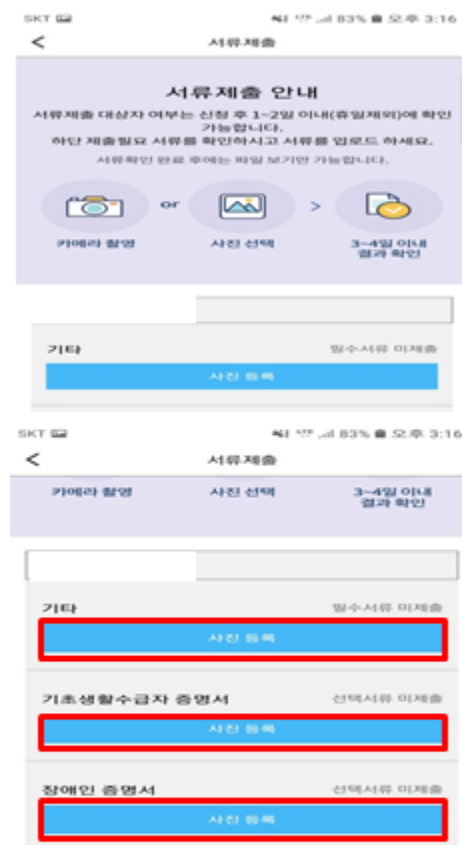 SKT 83% 오후 3:16
< 서류제출
서류제출 안내
서류제출 대상자 여부는 신청 후 1~2일 이내(휴일제외)에 확인
가능합니다.
하단 제출필요 서류를 확인하시고 서류를 업로드 하세요.
서류확인 완료 후에는 파일 보기만 가능합니다.
or >
카메라 촬영 사진 선택 3~4일 이내
결과 확인
기타 필수서류 미제출
사진 등록
SKT 83% 오후 3:16
< 서류제출
카메라 촬영 사진 선택 3~4일 이내
결과 확인
기타 필수서류 미제출
사진 등록
기초생활수급자 증명서 선택서류 미제출
사진 등록
장애인 증명서 선택서류 미제출
사진 등록